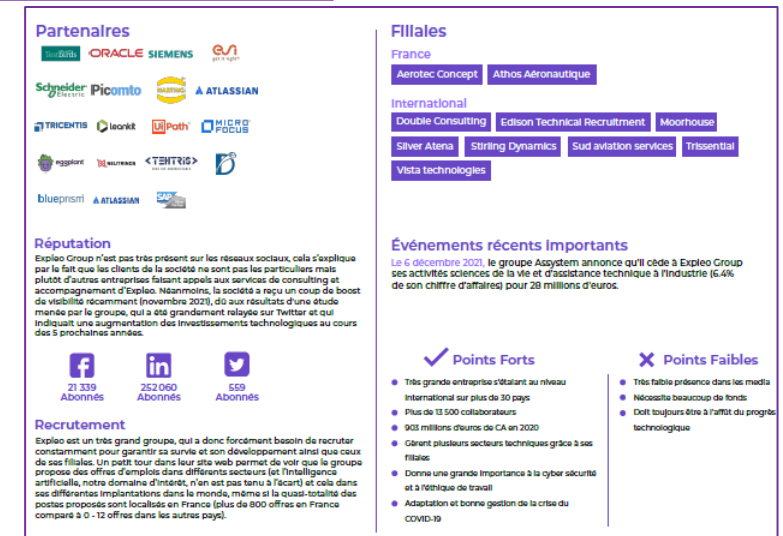 Partenaires
ORACLE SIEMENS esi
get it right
Schneider Electric Picomto HARTING ATLASSIAN
TRICENTIS leankit UiPath MICRO FOCUS
eggplant NEURTRINOS <TENTRIS>
blueprism ATLASSIAN SAP
Réputation
Expleo Group n'est pas très présent sur les réseaux sociaux, cela s'explique
par le fait que les clients de la société ne sont pas les particuliers mais
plutôt d'autres entreprises faisant appels aux services de consulting et
accompagnement d'Expleo. Néanmoins, la société a reçu un coup de boost
de visibilité récemment (novembre 2021), dû aux résultats d'une étude
menée par le groupe, qui a été grandement relayée sur Twitter et qui
indiquait une augmentation des investissements technologiques au cours
des 5 prochaines années.
21 339
Abonnés
252 060
Abonnés
559
Abonnés
Recrutement
Expleo est un très grand groupe, qui a donc forcément besoin de recruter
constamment pour garantir sa survie et son développement ainsi que ceux
de ses filiales. Un petit tour dans leur site web permet de voir que le groupe
propose des offres d'emplois dans différents secteurs (et l'intelligence
artificielle, notre domaine d'intérêt, n'en est pas tenu à l'écart) et cela dans
ses différentes implantations dans le monde, même si la quasi-totalité des
postes proposés sont localisés en France (plus de 800 offres en France
comparé à 0 - 12 offres dans les autres pays).
Filiales
France
Aerotec Concept Athos Aéronautique
International
Double Consulting Edison Technical Recruitment Moorhouse
Silver Atena Stirling Dynamics Sud aviation services Trissential
Vista technologies
Événements récents importants
Le 6 décembre 2021, le groupe Assystem annonce qu'il cède à Expleo Group
ses activités sciences de la vie et d'assistance technique à l'industrie (6.4%
de son chiffre d'affaires) pour 28 millions d'euros.
Points Forts
Très grande entreprise s'étalant au niveau
international sur plus de 30 pays
Plus de 13 500 collaborateurs
903 millions d'euros de CA en 2020
Gèrent plusieurs secteurs techniques grâce à ses
filiales
Donne une grande importance à la cyber sécurité
et à l'éthique de travail
Adaptation et bonne gestion de la crise du
COVID-19
Points Faibles
Très faible présence dans les media
Nécessite beaucoup de fonds
Doit toujours être à l'affût du progrès
technologique